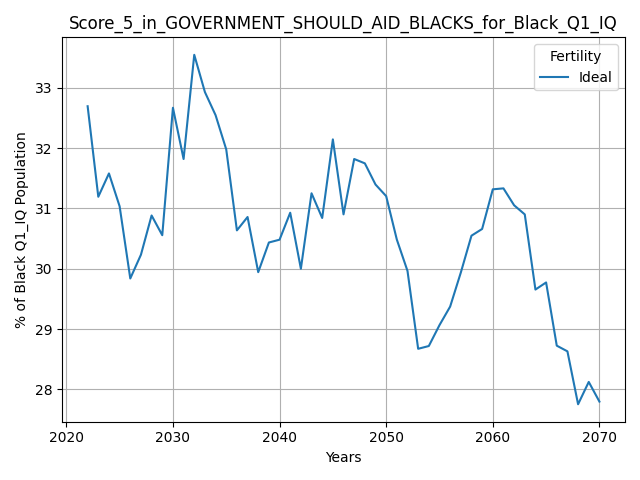 Score_5_in_GOVERNMENT_SHOULD_AID_BLACKS_for_Black_Q1_IQ
Fertility
Ideal
% of Black Q1_IQ Population
33
32
31
30
29
28
2020 2030 2040 2050 2060 2070
Years